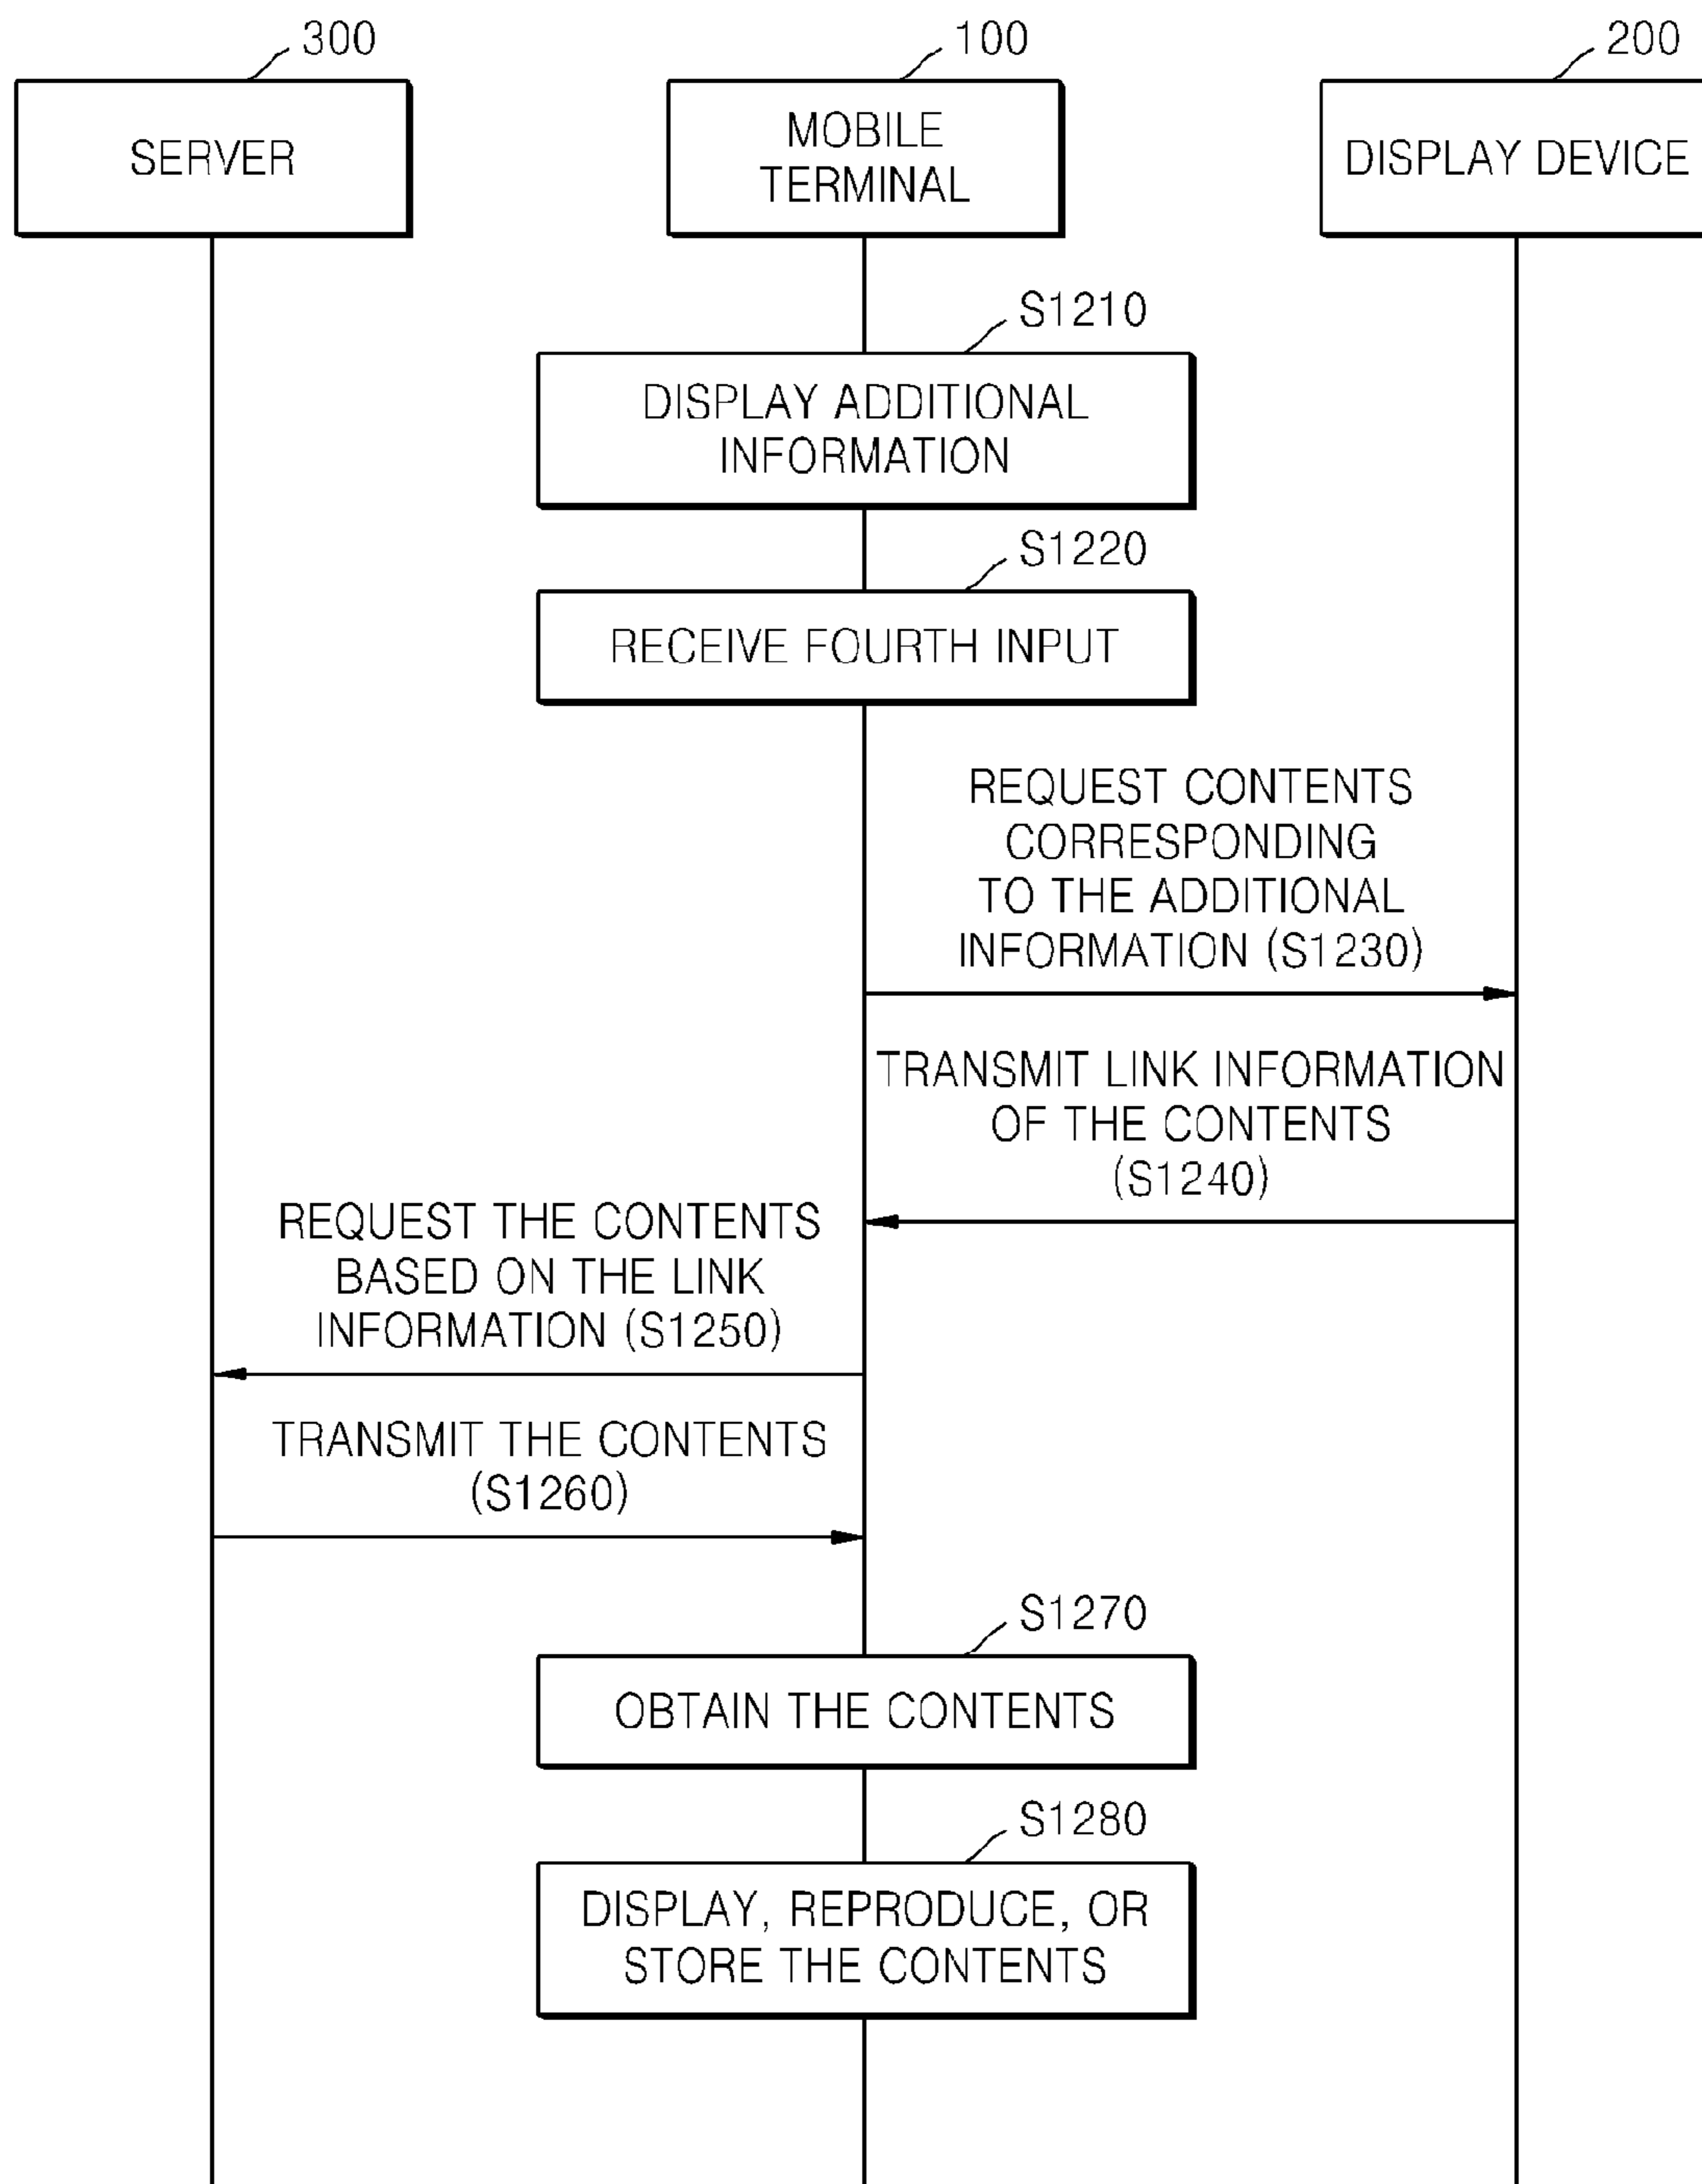 300
100
200
SERVER
MOBILE
TERMINAL
DISPLAY DEVICE
S1210
DISPLAY ADDITIONAL
INFORMATION
S1220
RECEIVE FOURTH INPUT
REQUEST CONTENTS
CORRESPONDING
TO THE ADDITIONAL
INFORMATION (S1230)
TRANSMIT LINK INFORMATION
OF THE CONTENTS
(S1240)
REQUEST THE CONTENTS
BASED ON THE LINK
INFORMATION (S1250)
TRANSMIT THE CONTENTS
(S1260)
S1270
OBTAIN THE CONTENTS
S1280
DISPLAY, REPRODUCE, OR
STORE THE CONTENTS